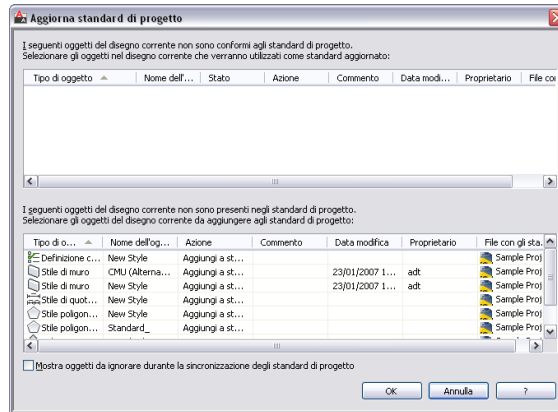 Aggiorna standard di progetto
I seguenti oggetti del disegno corrente non sono conformi agli standard di progetto.
Selezionare gli oggetti nel disegno corrente che verranno utilizzati come standard aggiornato:
Tipo di oggetto Nome dell'... Stato Azione Commento Data modi... Proprietario File con
I seguenti oggetti del disegno corrente non sono presenti negli standard di progetto.
Selezionare gli oggetti del disegno corrente da aggiungere agli standard di progetto:
Tipo di o... Nome dell'og... Azione Commento Data modifica Proprietario File con gli sta.
Definizione c... New Style Aggiungi a st... Sample Proj
Stile di muro CMU (Alterna... Aggiungi a st... 23/01/2007 1... adt Sample Proj
Stile di muro New Style Aggiungi a st... 23/01/2007 1... adt Sample Proj
Stile di quot... New Style Aggiungi a st... Sample Proj
Stile poligon... New Style Aggiungi a st... Sample Proj
Stile poligon... Standard_ Aggiungi a st... Sample Proj
Mostra oggetti da ignorare durante la sincronizzazione degli standard di progetto
OK Annulla ?